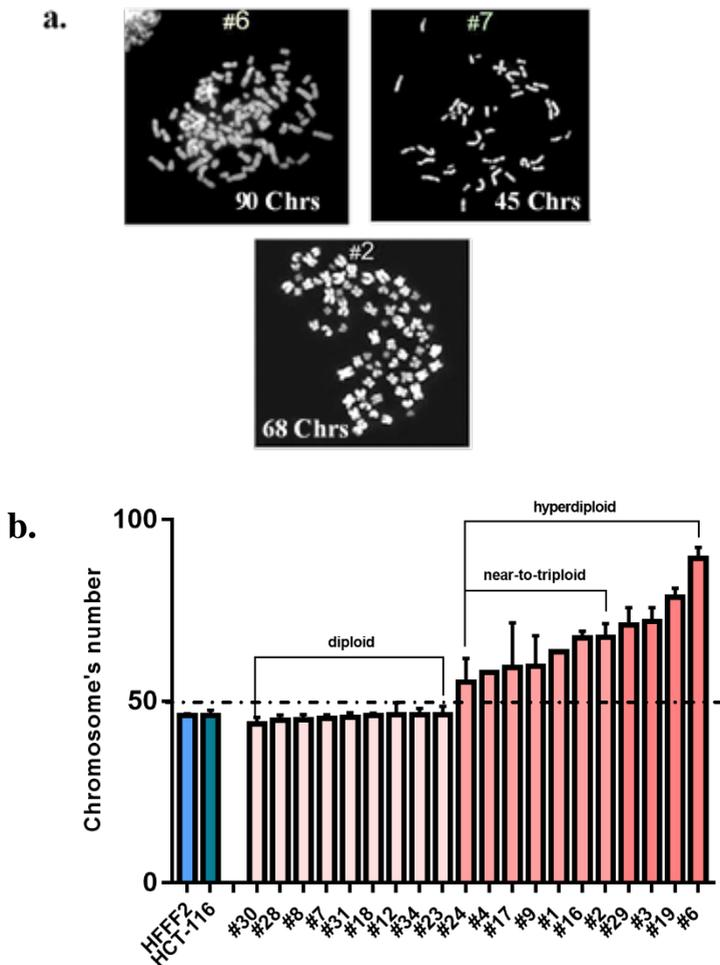 a.
#6
90 Chrs
#7
45 Chrs
#2
68 Chrs
b.
Chromosome's number
100
50
0
hyperdiploid
near-to-triploid
diploid
HFFF2
HCT-116
#30
#28
#8
#7
#31
#18
#12
#34
#23
#24
#4
#17
#9
#1
#16
#2
#29
#3
#19
#6